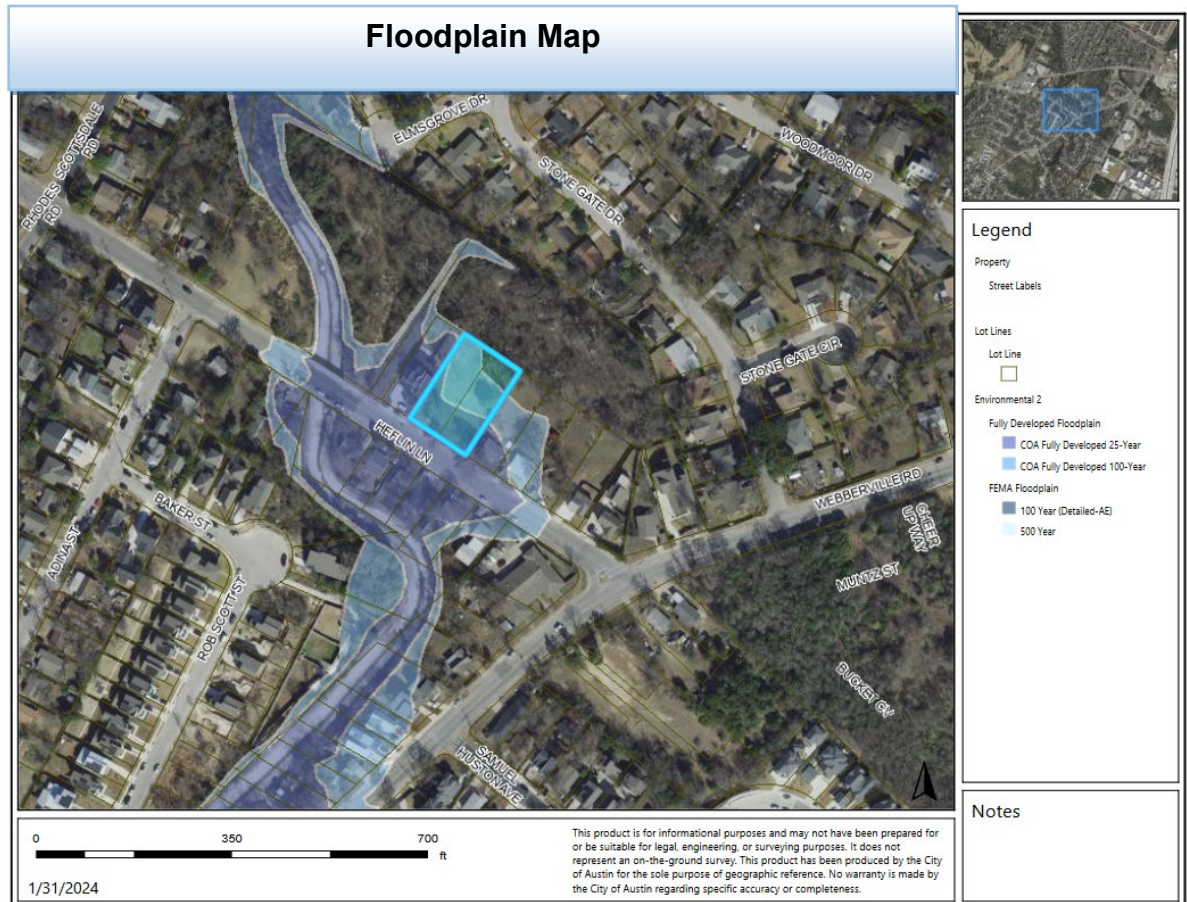 Floodplain Map
ELMSGROVE DR
WOODMOOR DR
SCOTTSDALE
RD
RHODES
RD
STONE GATE DR
STONE GATE CIR
HEFLIN LN
WEBBERVILLE RD
CHEER
UP WAY
BAKER ST
ADINA ST
MUNTZ ST
ROB SCOTT ST
BUCKET CV
SAMUEL
HUSTON AVE
Legend
Property
Street Labels
Lot Lines
Lot Line
Environmental 2
Fully Developed Floodplain
COA Fully Developed 25-Year
COA Fully Developed 100-Year
FEMA Floodplain
100 Year (Detailed-AE)
500 Year
Notes
0 350 700
ft
1/31/2024
This product is for informational purposes and may not have been prepared for
or be suitable for legal, engineering, or surveying purposes. It does not
represent an on-the-ground survey. This product has been produced by the City
of Austin for the sole purpose of geographic reference. No warranty is made by
the City of Austin regarding specific accuracy or completeness.